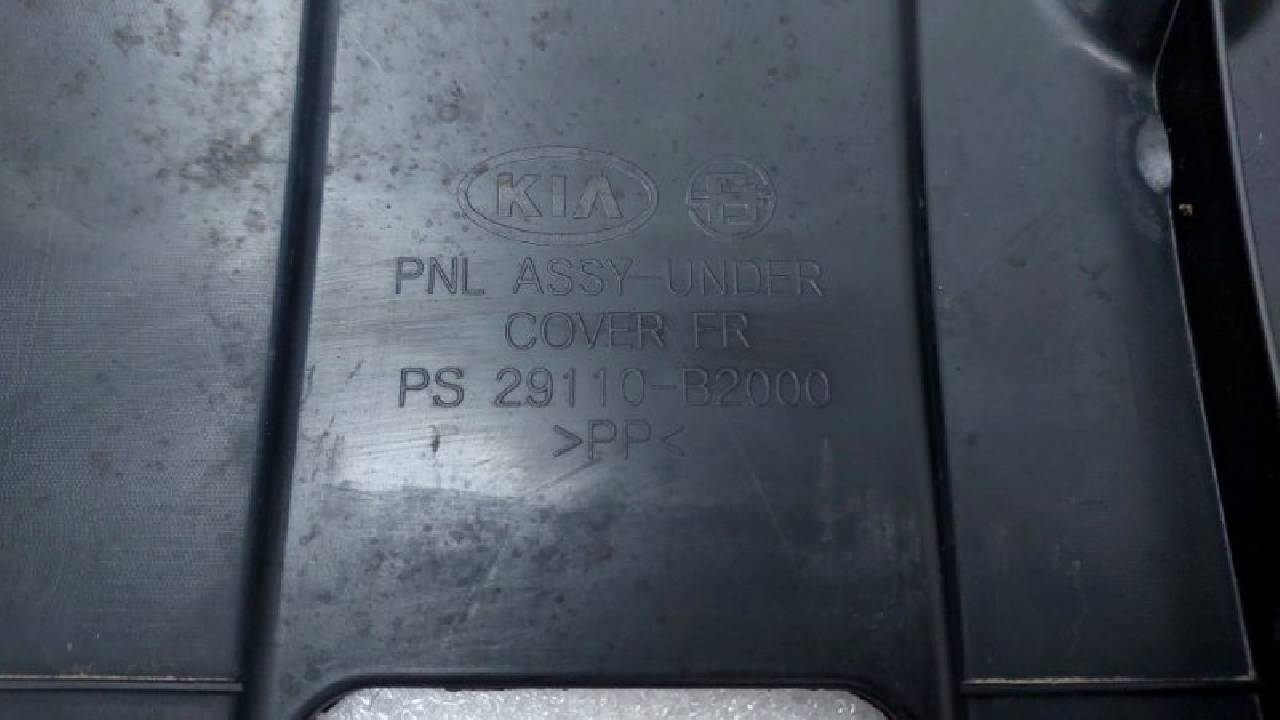 KIA
PNL ASSY-UNDER
COVER FR
PS 29110-B2000
>PP<